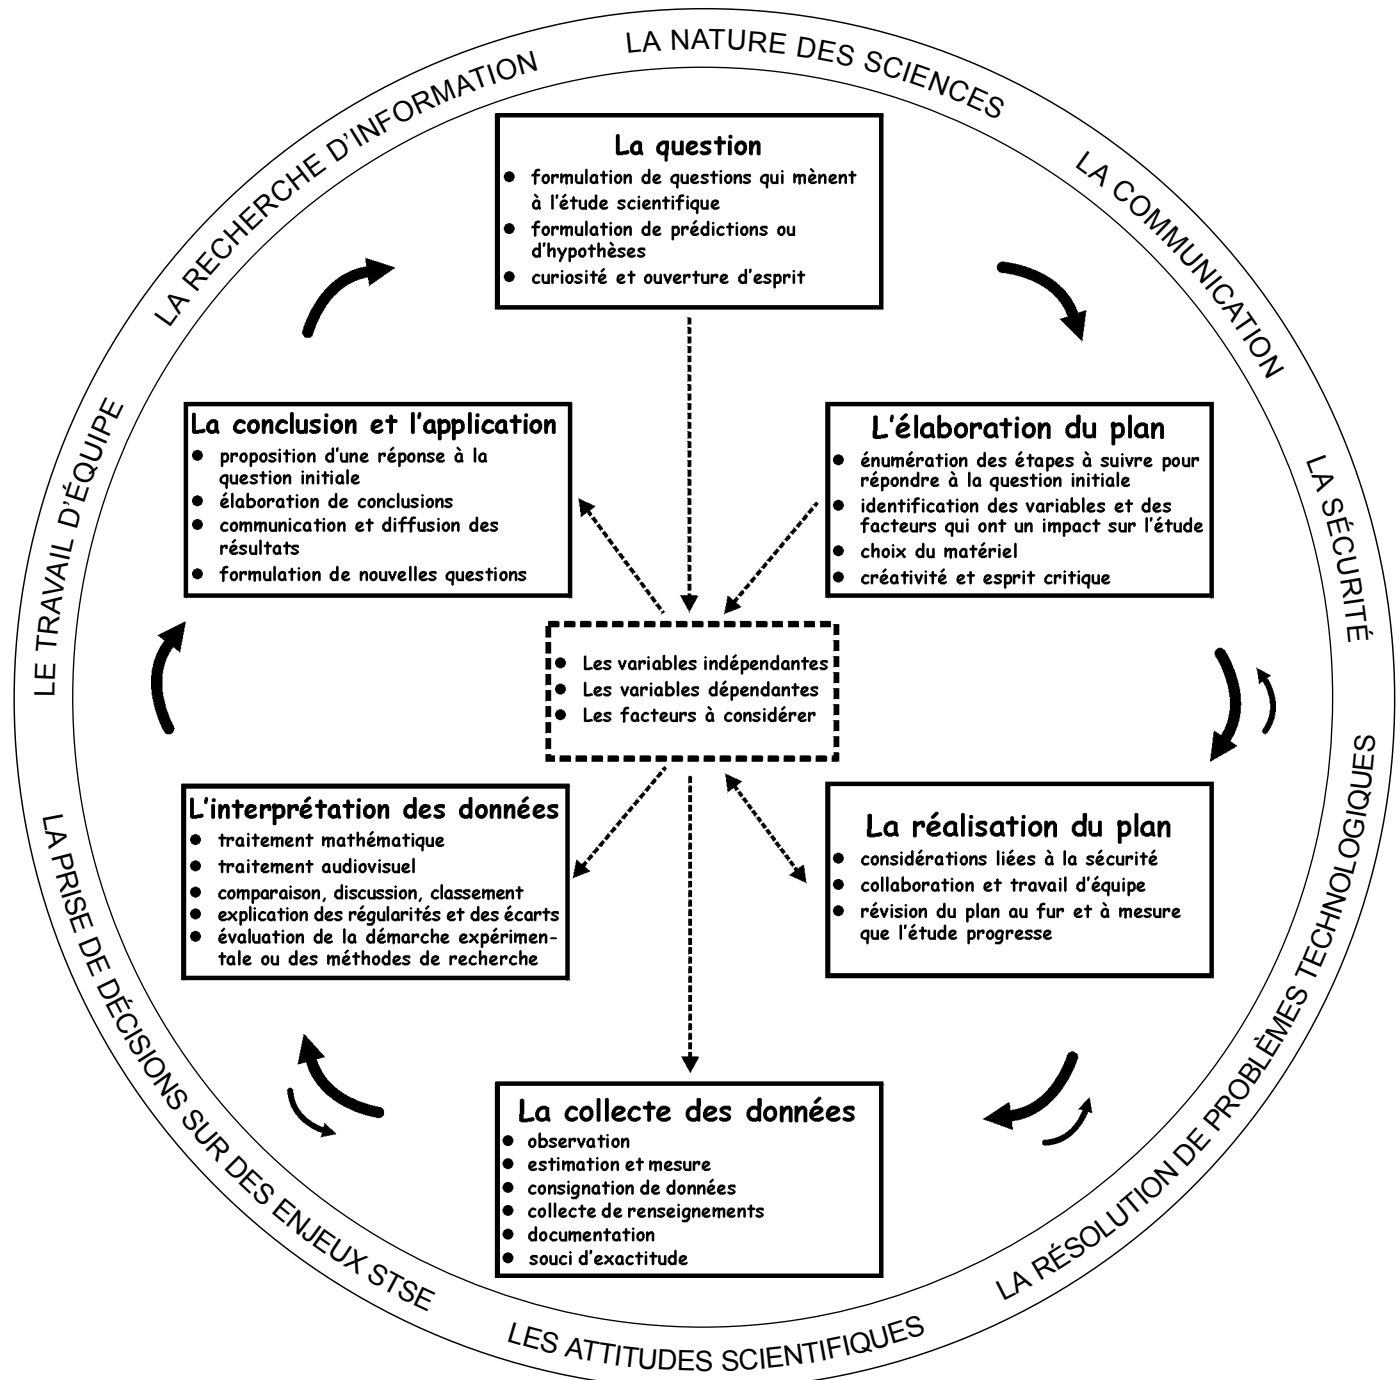 LA NATURE DES SCIENCES
LA COMMUNICATION
LA SÉCURITÉ
LA RÉSOLUTION DE PROBLÈMES TECHNOLOGIQUES
LES ATTITUDES SCIENTIFIQUES
LA PRISE DE DÉCISIONS SUR DES ENJEUX STSE
LE TRAVAIL D'ÉQUIPE
LA RECHERCHE D'INFORMATION
La question
● formulation de questions qui mènent
à l'étude scientifique
● formulation de prédictions ou
d'hypothèses
● curiosité et ouverture d'esprit
L'élaboration du plan
● énumération des étapes à suivre pour
répondre à la question initiale
● identification des variables et des
facteurs qui ont un impact sur l'étude
● choix du matériel
● créativité et esprit critique
La réalisation du plan
● considérations liées à la sécurité
● collaboration et travail d'équipe
● révision du plan au fur et à mesure
que l'étude progresse
La collecte des données
● observation
● estimation et mesure
● consignation de données
● collecte de renseignements
● documentation
● souci d'exactitude
L'interprétation des données
● traitement mathématique
● traitement audiovisuel
● comparaison, discussion, classement
● explication des régularités et des écarts
● évaluation de la démarche expérimen-
tale ou des méthodes de recherche
La conclusion et l'application
● proposition d'une réponse à la
question initiale
● élaboration de conclusions
● communication et diffusion des
résultats
● formulation de nouvelles questions
● Les variables indépendantes
● Les variables dépendantes
● Les facteurs à considérer